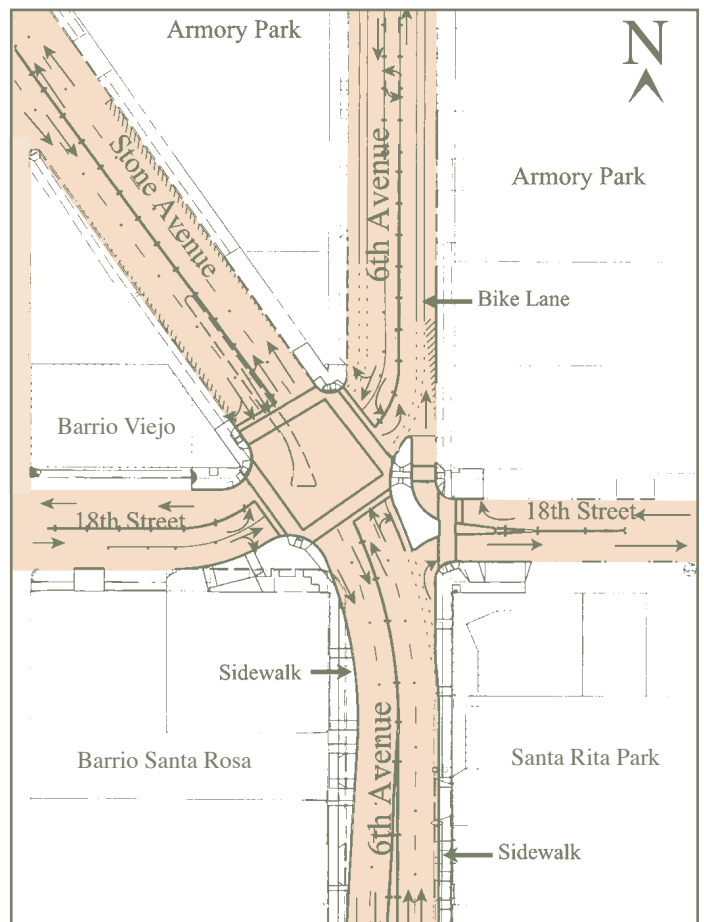 Armory Park
N
Stone Avenue
6th Avenue
Armory Park
Bike Lane
Barrio Viejo
18th Street
18th Street
Sidewalk
6th Avenue
Barrio Santa Rosa
Santa Rita Park
Sidewalk